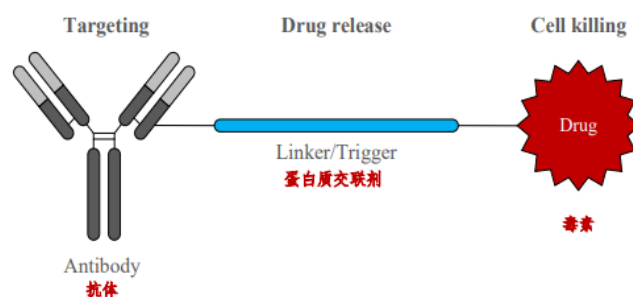 Targeting
Drug release
Cell killing
Drug
Linker/Trigger
蛋白质交联剂
毒素
Antibody
抗体